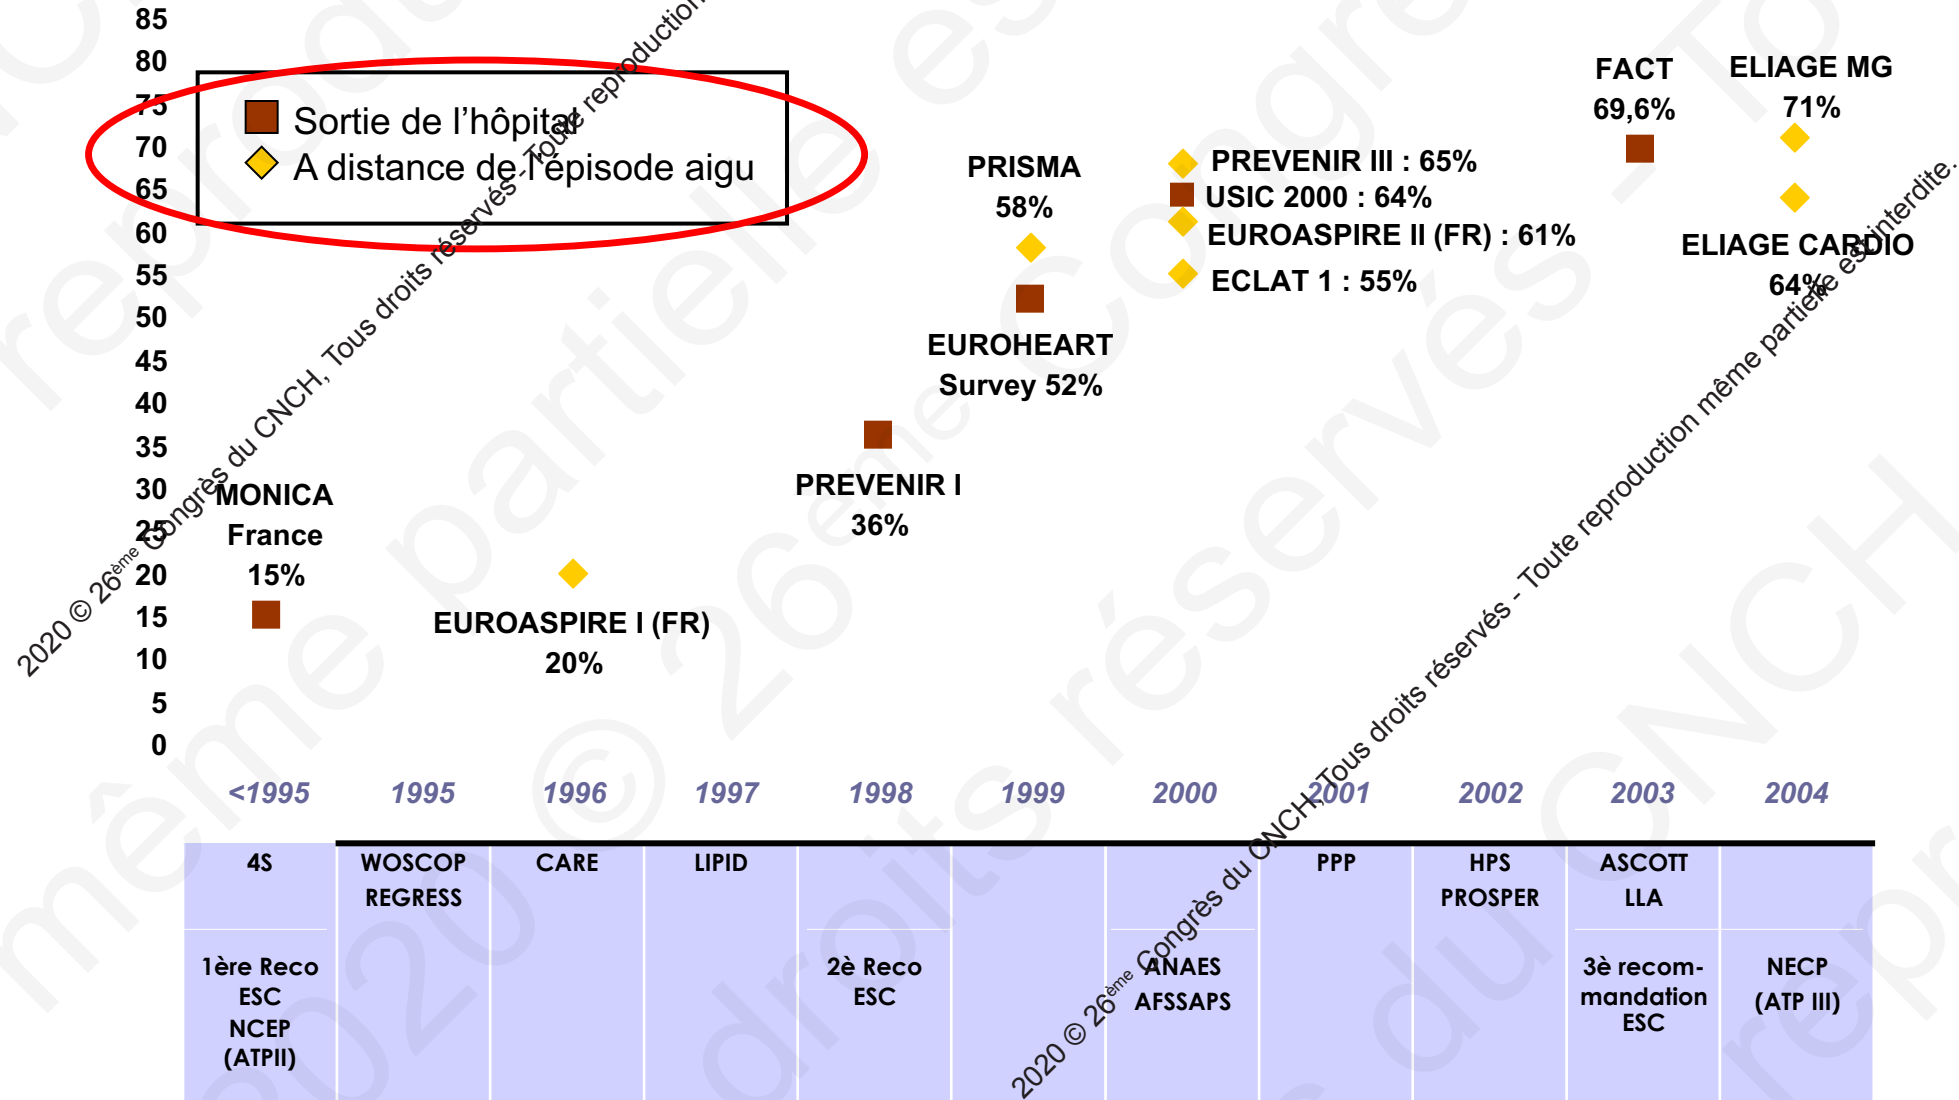 85
80
75
70
65
60
55
50
45
40
35
30
25
20
15
10
5
0
Sortie de l'hôpital
A distance de l'épisode aigu
MONICA
France
15%
EUROASPIRE I (FR)
20%
PREVENIR I
36%
PRISMA
58%
EUROHEART
Survey 52%
PREVENIR III : 65%
USIC 2000 : 64%
EUROASPIRE II (FR) : 61%
ECLAT 1 : 55%
FACT
69,6%
ELIAGE MG
71%
ELIAGE CARDIO
64%
<1995 1995 1996 1997 1998 1999 2000 2001 2002 2003 2004
4S
WOSCOP
REGRESS
CARE
LIPID
PPP
HPS
PROSPER
ASCOTT
LLA
1ère Reco
ESC
NCEP
(ATPII)
2è Reco
ESC
ANAES
AFSSAPS
3è recom-
mandation
ESC
NECP
(ATP III)
2020 © 26ème Congrès du CNCH, Tous droits réservés - Toute reproduction
2020 © 26ème Congrès du CNCH, Tous droits réservés - Toute reproduction même partielle est interdite.